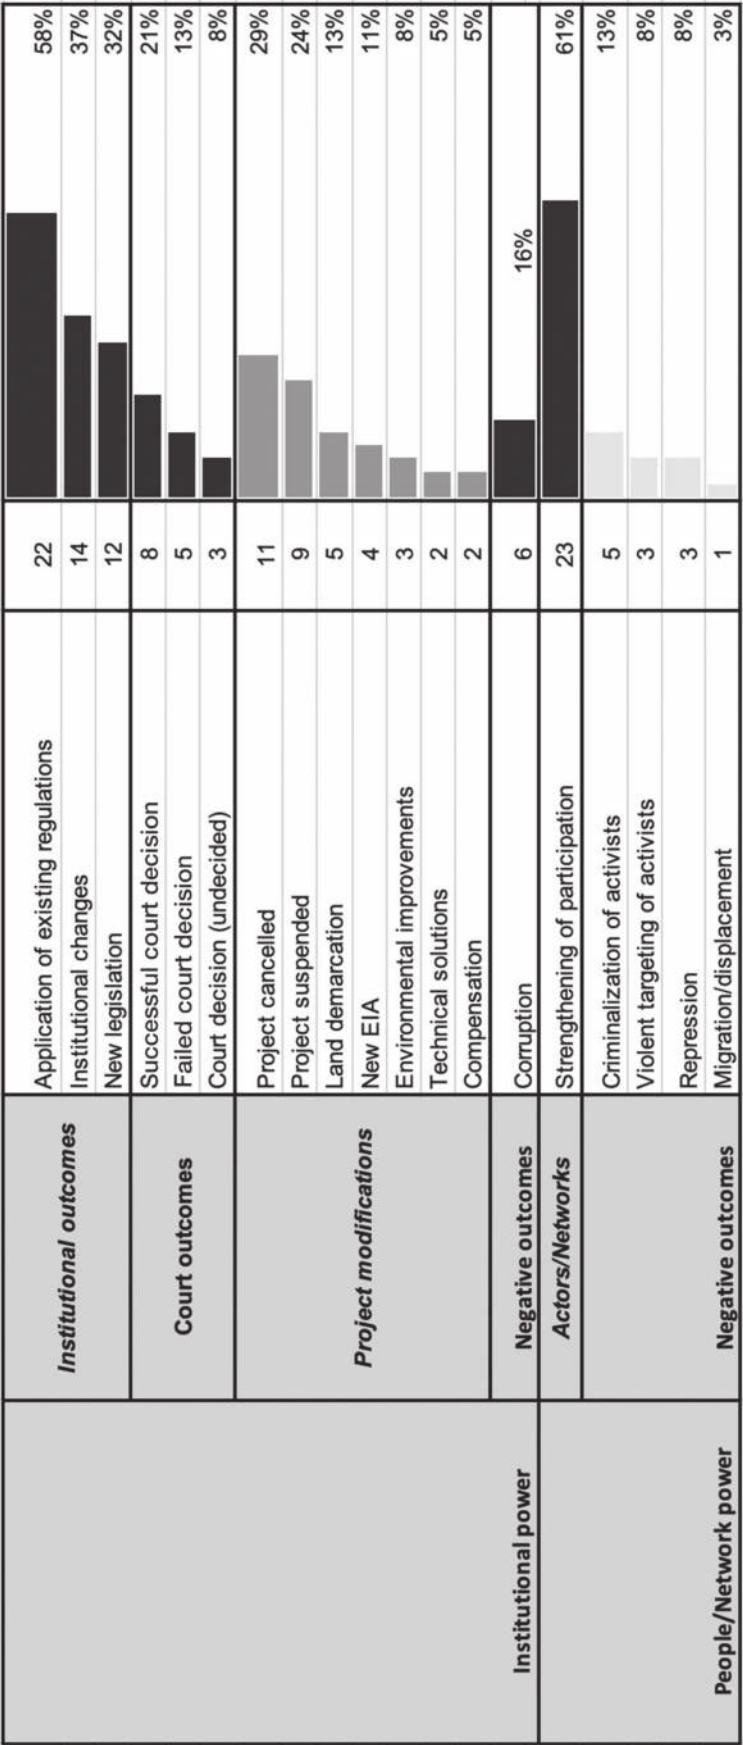 Institutional power
Institutional outcomes
Application of existing regulations 22 58%
Institutional changes 14 37%
New legislation 12 32%
Court outcomes
Successful court decision 8 21%
Failed court decision 5 13%
Court decision (undecided) 3 8%
Project modifications
Project cancelled 11 29%
Project suspended 9 24%
Land demarcation 5 13%
New EIA 4 11%
Environmental improvements 3 8%
Technical solutions 2 5%
Compensation 2 5%
Negative outcomes
Corruption 6 16%
People/Network power
Actors/Networks
Strengthening of participation 23 61%
Negative outcomes
Criminalization of activists 5 13%
Violent targeting of activists 3 8%
Repression 3 8%
Migration/displacement 1 3%